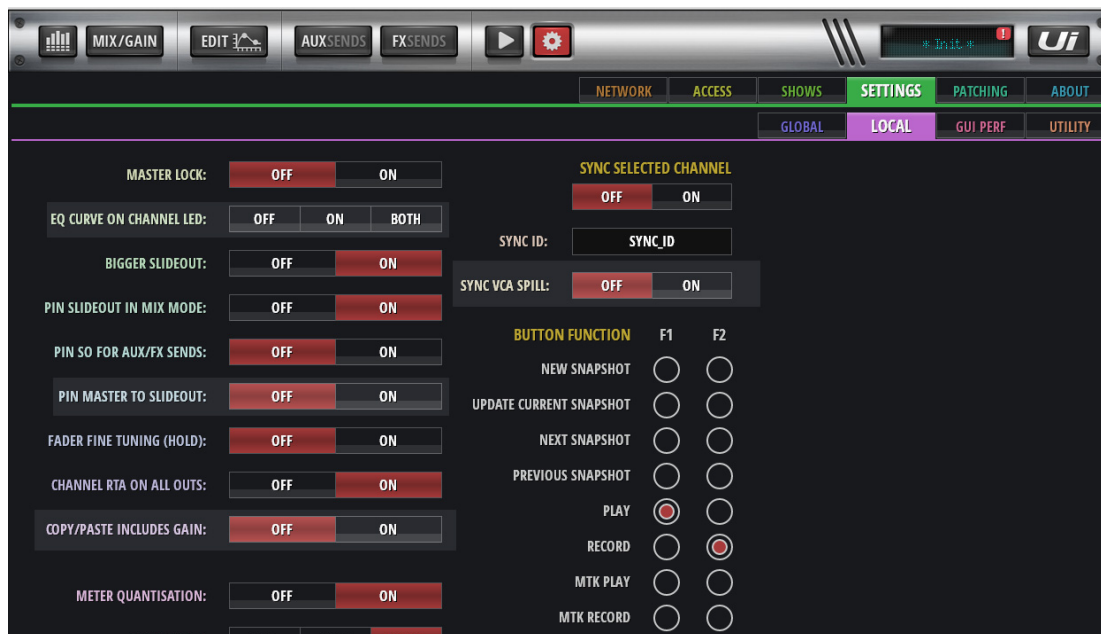 MIX/GAIN EDIT AUXSENDS FXSENDS * Init * ! Ui
NETWORK ACCESS SHOWS SETTINGS PATCHING ABOUT
GLOBAL LOCAL GUI PERF UTILITY
MASTER LOCK: OFF ON
EQ CURVE ON CHANNEL LED: OFF ON BOTH
BIGGER SLIDEOUT: OFF ON
PIN SLIDEOUT IN MIX MODE: OFF ON
PIN SO FOR AUX/FX SENDS: OFF ON
PIN MASTER TO SLIDEOUT: OFF ON
FADER FINE TUNING (HOLD): OFF ON
CHANNEL RTA ON ALL OUTS: OFF ON
COPY/PASTE INCLUDES GAIN: OFF ON
METER QUANTISATION: OFF ON
SYNC SELECTED CHANNEL
OFF ON
SYNC ID: SYNC_ID
SYNC VCA SPILL: OFF ON
BUTTON FUNCTION F1 F2
NEW SNAPSHOT
UPDATE CURRENT SNAPSHOT
NEXT SNAPSHOT
PREVIOUS SNAPSHOT
PLAY
RECORD
MTK PLAY
MTK RECORD